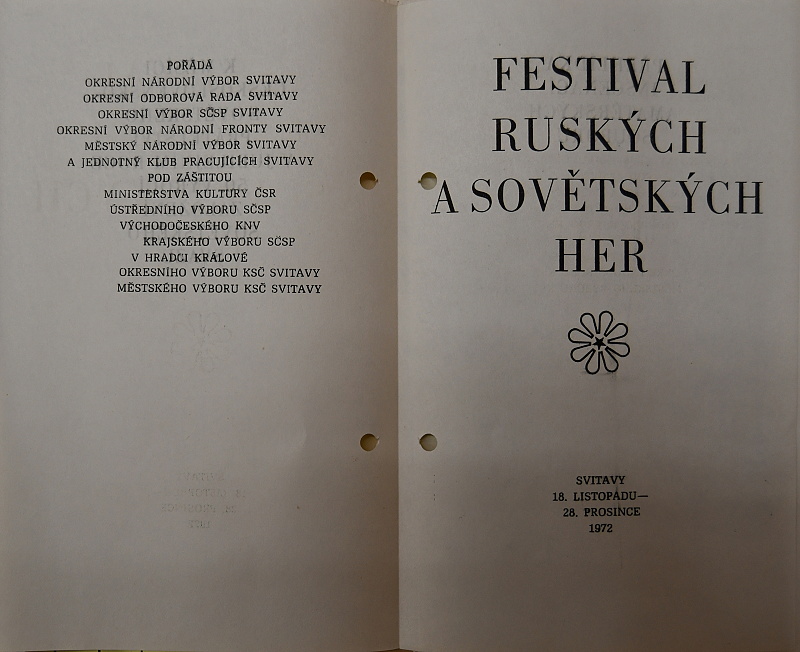 POŘÁDÁ
OKRESNÍ NÁRODNÍ VÝBOR SVITAVY
OKRESNÍ ODBOROVÁ RADA SVITAVY
OKRESNÍ VÝBOR SČSP SVITAVY
OKRESNÍ VÝBOR NÁRODNÍ FRONTY SVITAVY
MĚSTSKÝ NÁRODNÍ VÝBOR SVITAVY
A JEDNOTNÝ KLUB PRACUJÍCÍCH SVITAVY
POD ZÁŠTITOU
MINISTERSTVA KULTURY ČSR
ÚSTŘEDNÍHO VÝBORU SČSP
VÝCHODOČESKÉHO KNV
KRAJSKÉHO VÝBORU SČSP
V HRADCI KRÁLOVÉ
OKRESNÍHO VÝBORU KSČ SVITAVY
MĚSTSKÉHO VÝBORU KSČ SVITAVY
FESTIVAL
RUSKÝCH
A SOVĚTSKÝCH
HER
SVITAVY
18. LISTOPADU—
28. PROSINCE
1972